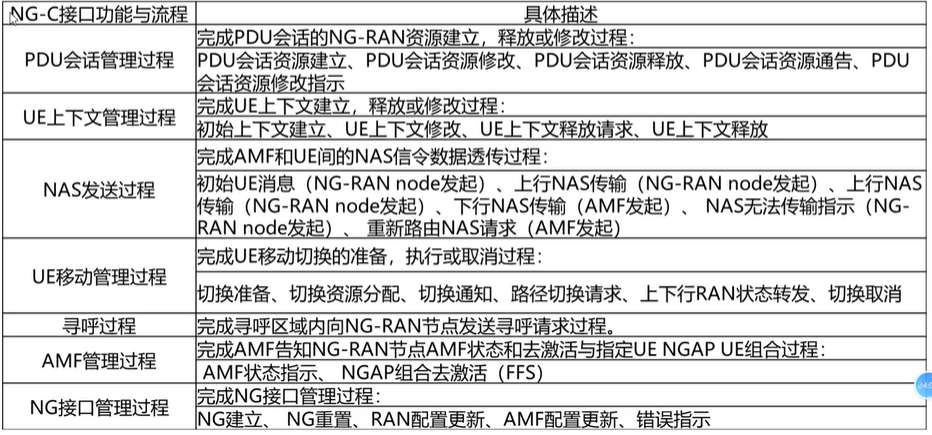 NG-C接口功能与流程 具体描述
PDU会话管理过程
完成PDU会话的NG-RAN资源建立，释放或修改过程：
PDU会话资源建立、PDU会话资源修改、PDU会话资源释放、PDU会话资源通告、PDU
会话资源修改指示
UE上下文管理过程
完成UE上下文建立，释放或修改过程：
初始上下文建立、UE上下文修改、UE上下文释放请求、UE上下文释放
NAS发送过程
完成AMF和UE间的NAS信令数据透传过程：
初始UE消息（NG-RAN node发起）、上行NAS传输（NG-RAN node发起）、上行NAS
传输（NG-RAN node发起）、下行NAS传输（AMF发起）、 NAS无法传输指示（NG-
RAN node发起）、 重新路由NAS请求（AMF发起）
UE移动管理过程
完成UE移动切换的准备，执行或取消过程：
切换准备、切换资源分配、切换通知、路径切换请求、上下行RAN状态转发、切换取消
寻呼过程 完成寻呼区域内向NG-RAN节点发送寻呼请求过程。
AMF管理过程
完成AMF告知NG-RAN节点AMF状态和去激活与指定UE NGAP UE组合过程：
AMF状态指示、 NGAP组合去激活（FFS）
NG接口管理过程
完成NG接口管理过程：
NG建立、 NG重置、RAN配置更新、AMF配置更新、错误指示